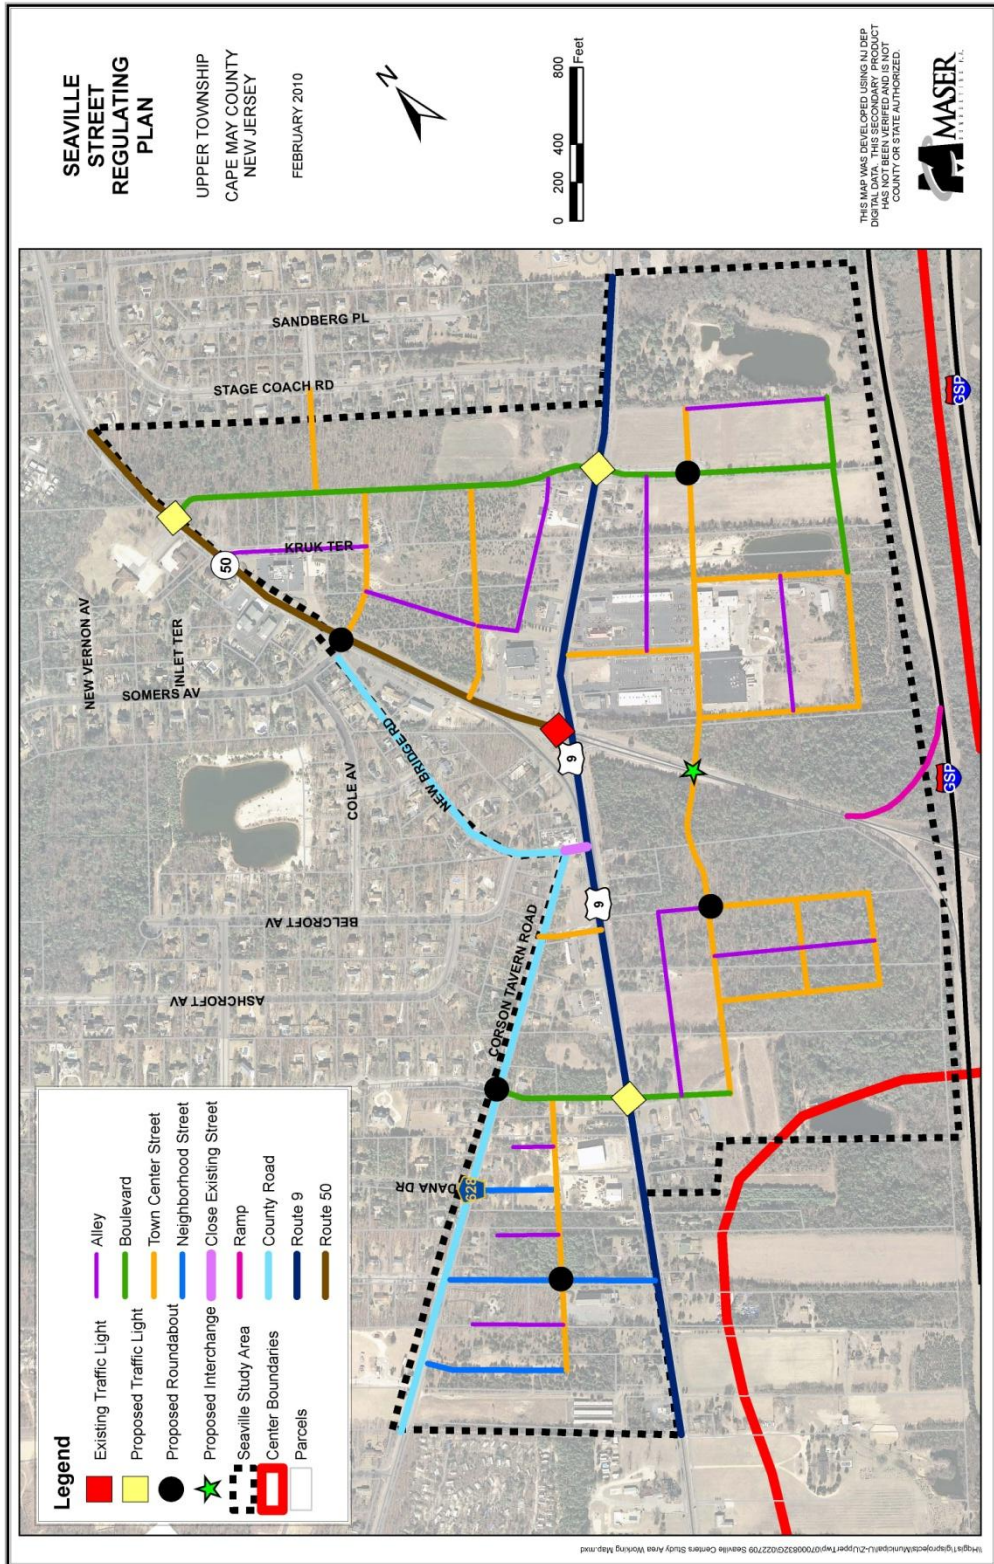 SEAVILLE
STREET
REGULATING
PLAN
UPPER TOWNSHIP
CAPE MAY COUNTY
NEW JERSEY
FEBRUARY 2010
N
0 200 400 800
Feet
THIS MAP WAS DEVELOPED USING NJ DEP
DIGITAL DATA. THIS SECONDARY PRODUCT
HAS NOT BEEN VERIFIED AND IS NOT
COUNTY OR STATE AUTHORIZED.
MASER
CONSULTING P.A.
SANDBERG PL
STAGE COACH RD
KRUK TER
50
NEW VERNON AV
INLET TER
SOMERS AV
COLE AV
NEW BRIDGE RD
BELCROFT AV
ASHCROFT AV
CORSON TAVERN ROAD
DANA DR
628
9
9
GSP
GSP
Legend
Existing Traffic Light
Proposed Traffic Light
Proposed Roundabout
Proposed Interchange
Seaville Study Area
Center Boundaries
Parcels
Alley
Boulevard
Town Center Street
Neighborhood Street
Close Existing Street
Ramp
County Road
Route 9
Route 50